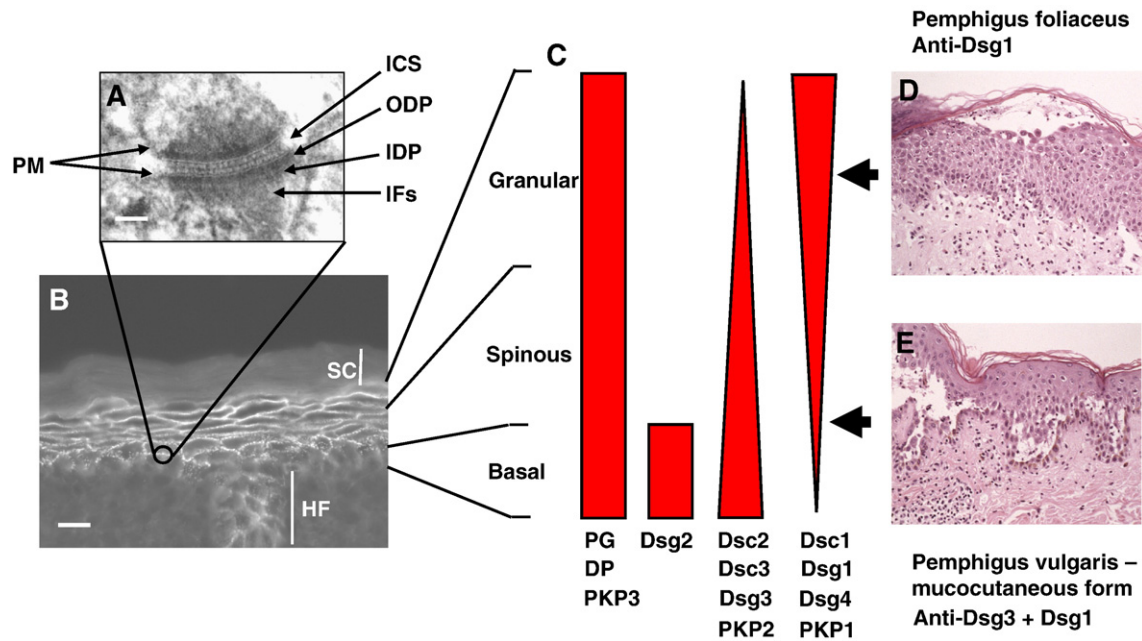 A
ICS
ODP
IDP
IFs
PM
B
SC
HF
C
Granular
Spinous
Basal
PG
DP
PKP3
Dsg2
Dsc2
Dsc3
Dsg3
PKP2
Dsc1
Dsg1
Dsg4
PKP1
Pemphigus foliaceus
Anti-Dsg1
D
E
Pemphigus vulgaris –
mucocutaneous form
Anti-Dsg3 + Dsg1